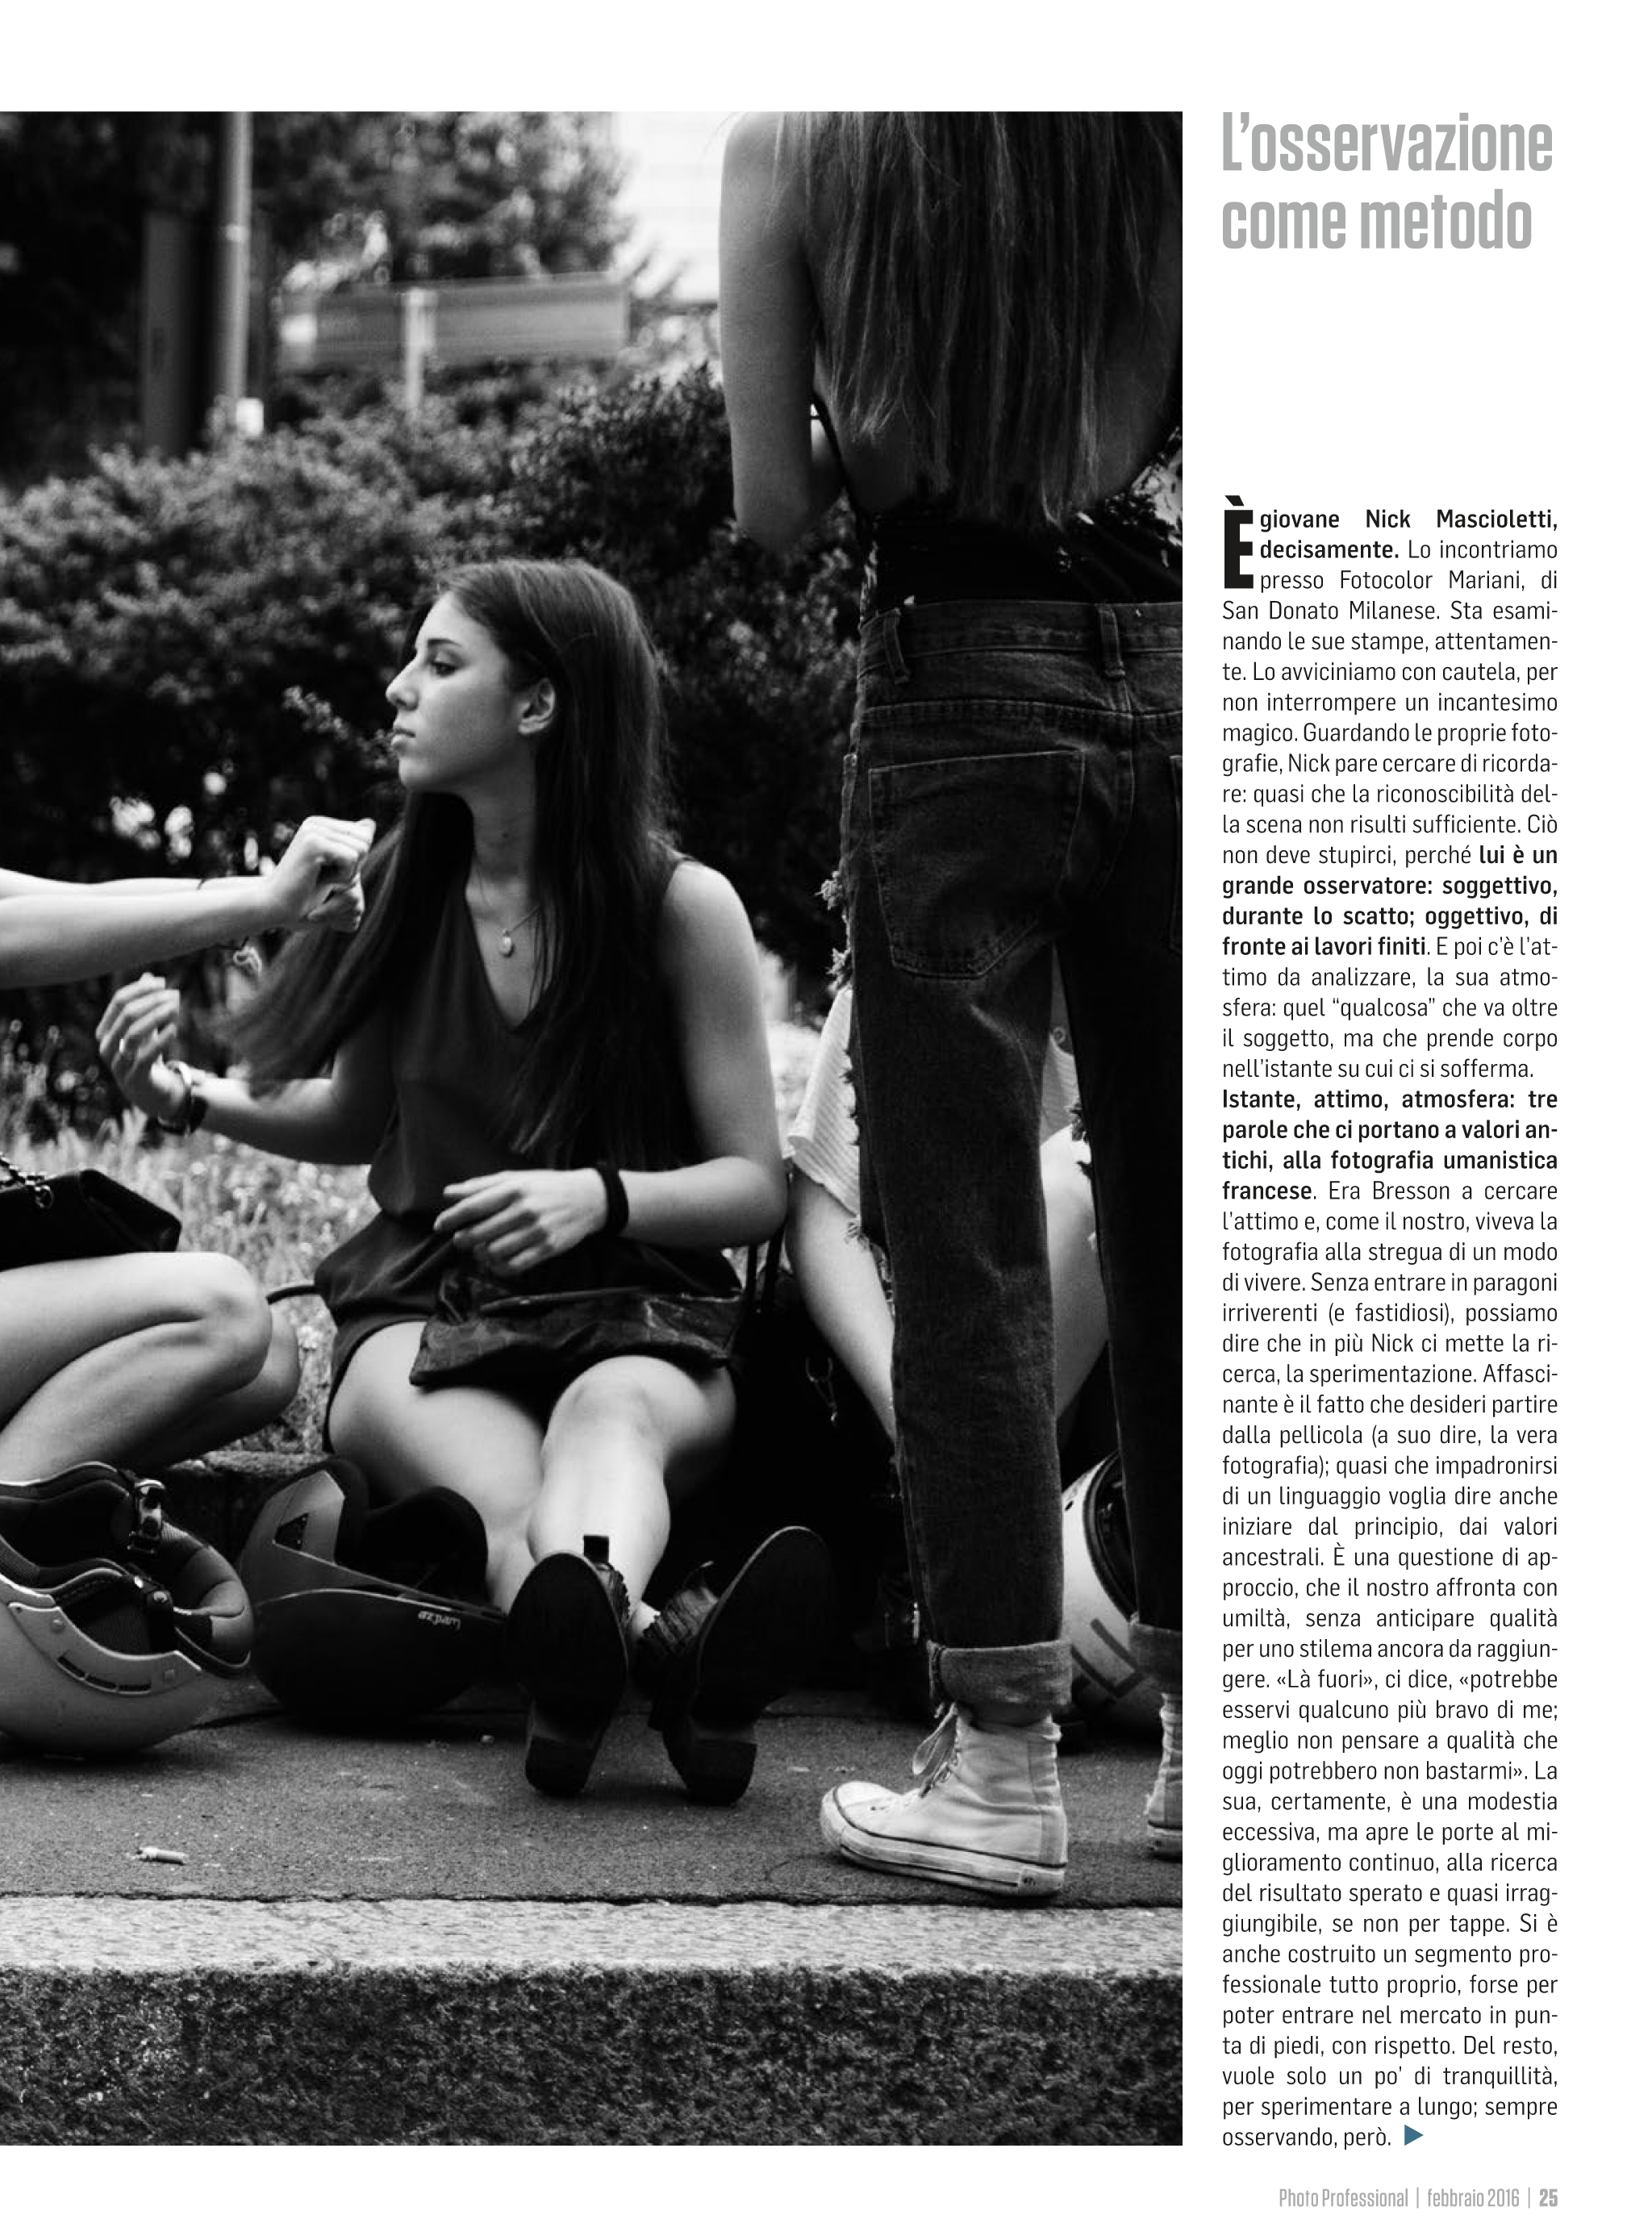 L'osservazione
come metodo
È giovane Nick Mascioletti,
decisamente. Lo incontriamo
presso Fotocolor Mariani, di
San Donato Milanese. Sta esami-
nando le sue stampe, attentamen-
te. Lo avviciniamo con cautela, per
non interrompere un incantesimo
magico. Guardando le proprie foto-
grafie, Nick pare cercare di ricorda-
re: quasi che la riconoscibilità del-
la scena non risulti sufficiente. Ciò
non deve stupirci, perché lui è un
grande osservatore: soggettivo,
durante lo scatto; oggettivo, di
fronte ai lavori finiti. E poi c'è l'at-
timo da analizzare, la sua atmo-
sfera: quel “qualcosa” che va oltre
il soggetto, ma che prende corpo
nell'istante su cui ci si sofferma.
Istante, attimo, atmosfera: tre
parole che ci portano a valori an-
tichi, alla fotografia umanistica
francese. Era Bresson a cercare
l'attimo e, come il nostro, viveva la
fotografia alla stregua di un modo
di vivere. Senza entrare in paragoni
irriverenti (e fastidiosi), possiamo
dire che in più Nick ci mette la ri-
cerca, la sperimentazione. Affasci-
nante è il fatto che desideri partire
dalla pellicola (a suo dire, la vera
fotografia); quasi che impadronirsi
di un linguaggio voglia dire anche
iniziare dal principio, dai valori
ancestrali. È una questione di ap-
proccio, che il nostro affronta con
umiltà, senza anticipare qualità
per uno stilema ancora da raggiun-
gere. «Là fuori», ci dice, «potrebbe
esservi qualcuno più bravo di me;
meglio non pensare a qualità che
oggi potrebbero non bastarmi». La
sua, certamente, è una modestia
eccessiva, ma apre le porte al mi-
glioramento continuo, alla ricerca
del risultato sperato e quasi irrag-
giungibile, se non per tappe. Si è
anche costruito un segmento pro-
fessionale tutto proprio, forse per
poter entrare nel mercato in pun-
ta di piedi, con rispetto. Del resto,
vuole solo un po' di tranquillità,
per sperimentare a lungo; sempre
osservando, però.
Photo Professional | febbraio 2016 | 25